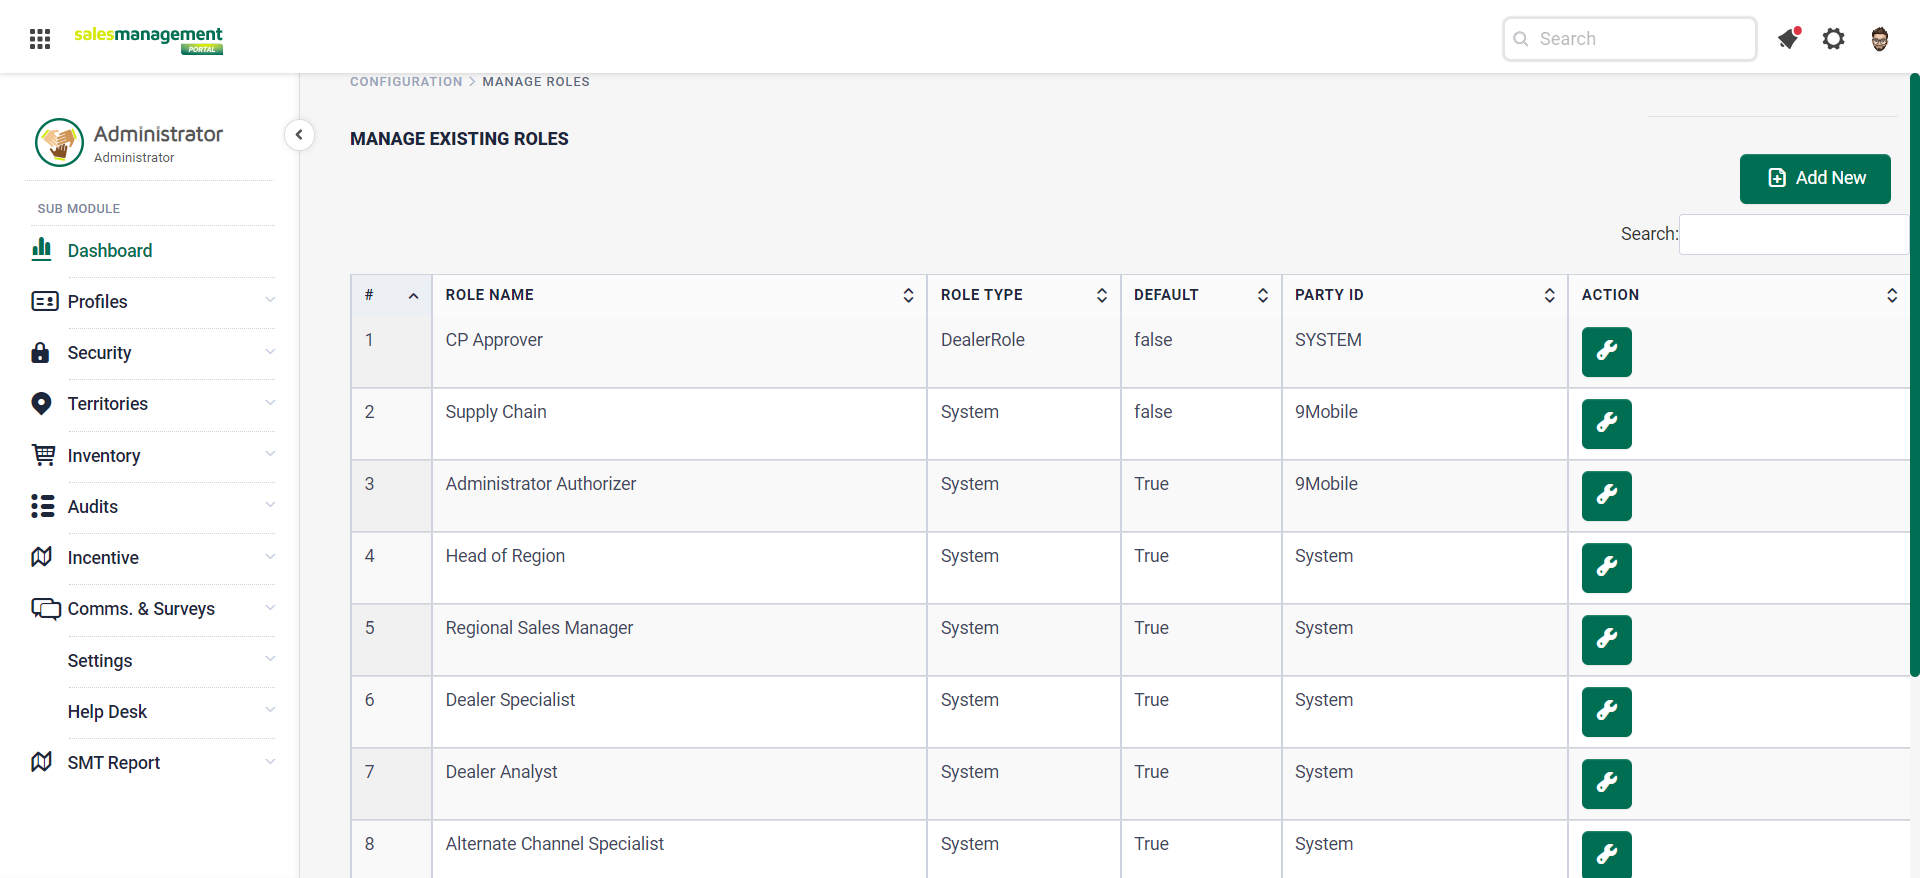 salesmanagement
PORTAL
Search
CONFIGURATION > MANAGE ROLES
Administrator
Administrator
MANAGE EXISTING ROLES
Add New
SUB MODULE
Search:
Dashboard
Profiles
Security
Territories
Inventory
Audits
Incentive
Comms. & Surveys
Settings
Help Desk
SMT Report
# ROLE NAME ROLE TYPE DEFAULT PARTY ID ACTION
1 CP Approver DealerRole false SYSTEM
2 Supply Chain System false 9Mobile
3 Administrator Authorizer System True 9Mobile
4 Head of Region System True System
5 Regional Sales Manager System True System
6 Dealer Specialist System True System
7 Dealer Analyst System True System
8 Alternate Channel Specialist System True System